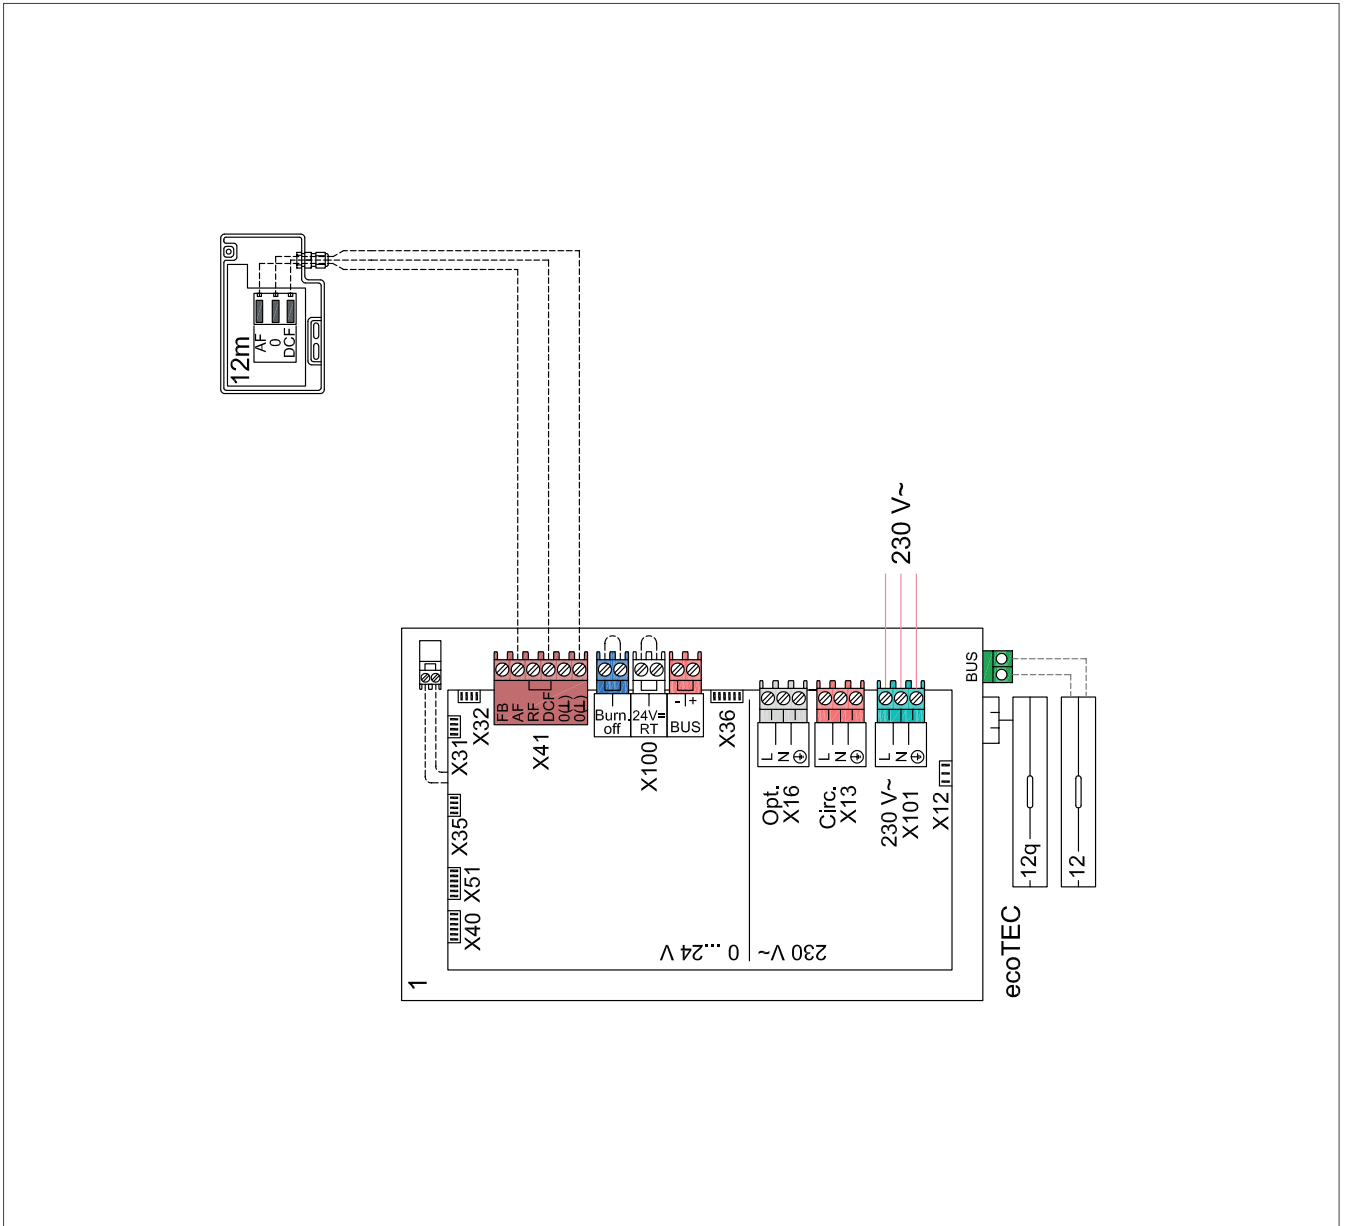 12m
AF
0
DCF
230 V~
BUS
X32
FB
AF
RF
DCF
0(⊥)
0(⊥)
X41
Burn.
off
24V=
RT
X100
- +
BUS
X36
X31
L
N
Opt.
X16
L
N
Circ.
X13
L
N
230 V~
X101
X12
X35
X51
X40
12q
12
ecoTEC
0 ...24 V
230 V~
1